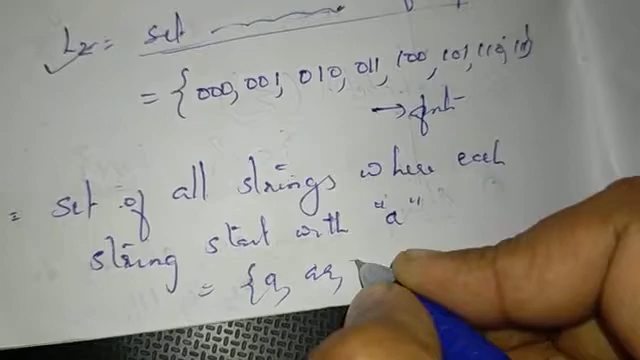 L2 = set
= {000, 001, 010, 011, 100, 101, 110, 111}
→ finite
= set of all strings where each
string start with "a"
= {a, aa,